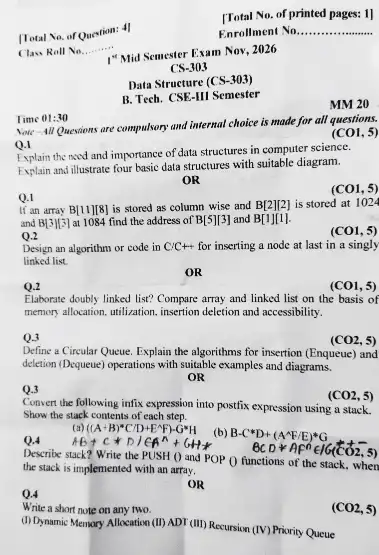 [Total No. of Question: 4]
[Total No. of printed pages: 1]
Class Roll No..........
Enrollment No.....................
1st Mid Semester Exam Nov, 2026
CS-303
Data Structure (CS-303)
B. Tech. CSE-III Semester
MM 20
Time 01:30
Note - All Questions are compulsory and internal choice is made for all questions.
(CO1, 5)
Q.1
Explain the need and importance of data structures in computer science.
Explain and illustrate four basic data structures with suitable diagram.
OR
Q.1 (CO1, 5)
If an array B[11][8] is stored as column wise and B[2][2] is stored at 1024
and B[3][3] at 1084 find the address of B[5][3] and B[1][1].
Q.2 (CO1, 5)
Design an algorithm or code in C/C++ for inserting a node at last in a singly
linked list.
OR
Q.2 (CO1, 5)
Elaborate doubly linked list? Compare array and linked list on the basis of
memory allocation, utilization, insertion deletion and accessibility.
Q.3 (CO2, 5)
Define a Circular Queue. Explain the algorithms for insertion (Enqueue) and
deletion (Dequeue) operations with suitable examples and diagrams.
OR
Q.3 (CO2, 5)
Convert the following infix expression into postfix expression using a stack.
Show the stack contents of each step.
(a) ((A+B)*C/D+E^F)-G*H (b) B-C*D+(A^F/E)*G
AB+C*D/EF^+GH*
Q.4 (CO2, 5)
Describe stack? Write the PUSH () and POP () functions of the stack, when
the stack is implemented with an array.
OR
Q.4
Write a short note on any two. (CO2, 5)
(I) Dynamic Memory Allocation (II) ADT (III) Recursion (IV) Priority Queue